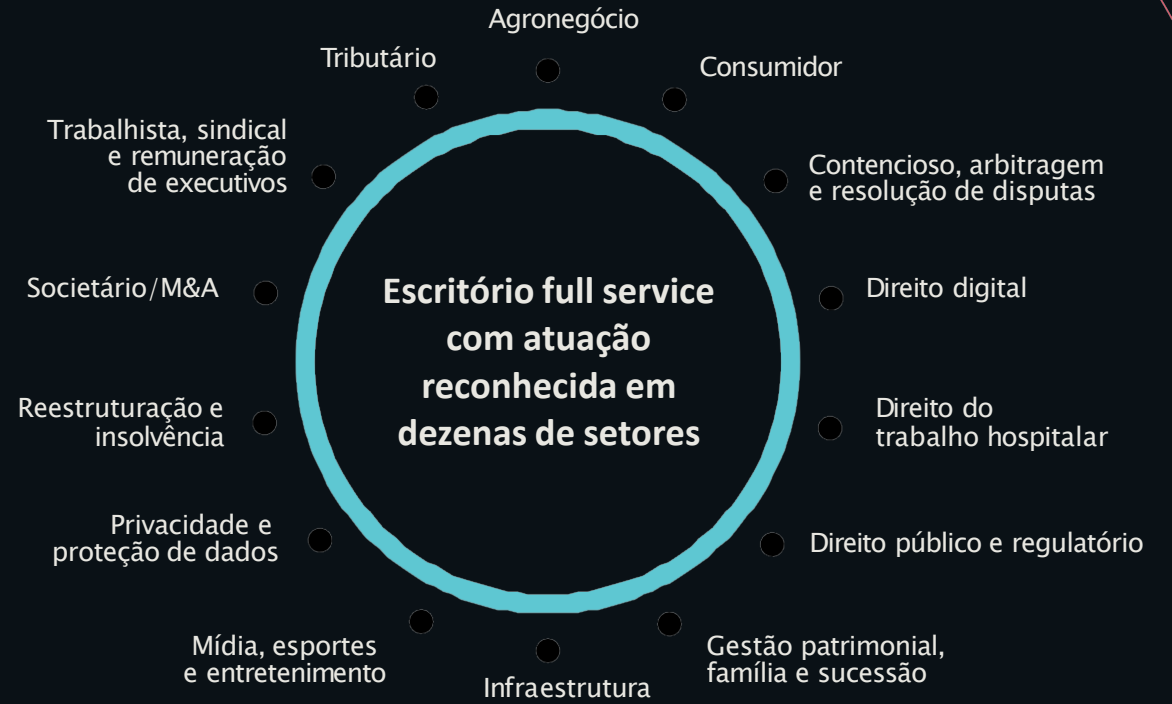 Agronegócio
Consumidor
Contencioso, arbitragem
e resolução de disputas
Direito digital
Direito do
trabalho hospitalar
Direito público e regulatório
Gestão patrimonial,
família e sucessão
Infraestrutura
Mídia, esportes
e entretenimento
Privacidade e
proteção de dados
Reestruturação e
insolvência
Societário/M&A
Trabalhista, sindical
e remuneração
de executivos
Tributário
Escritório full service
com atuação
reconhecida em
dezenas de setores